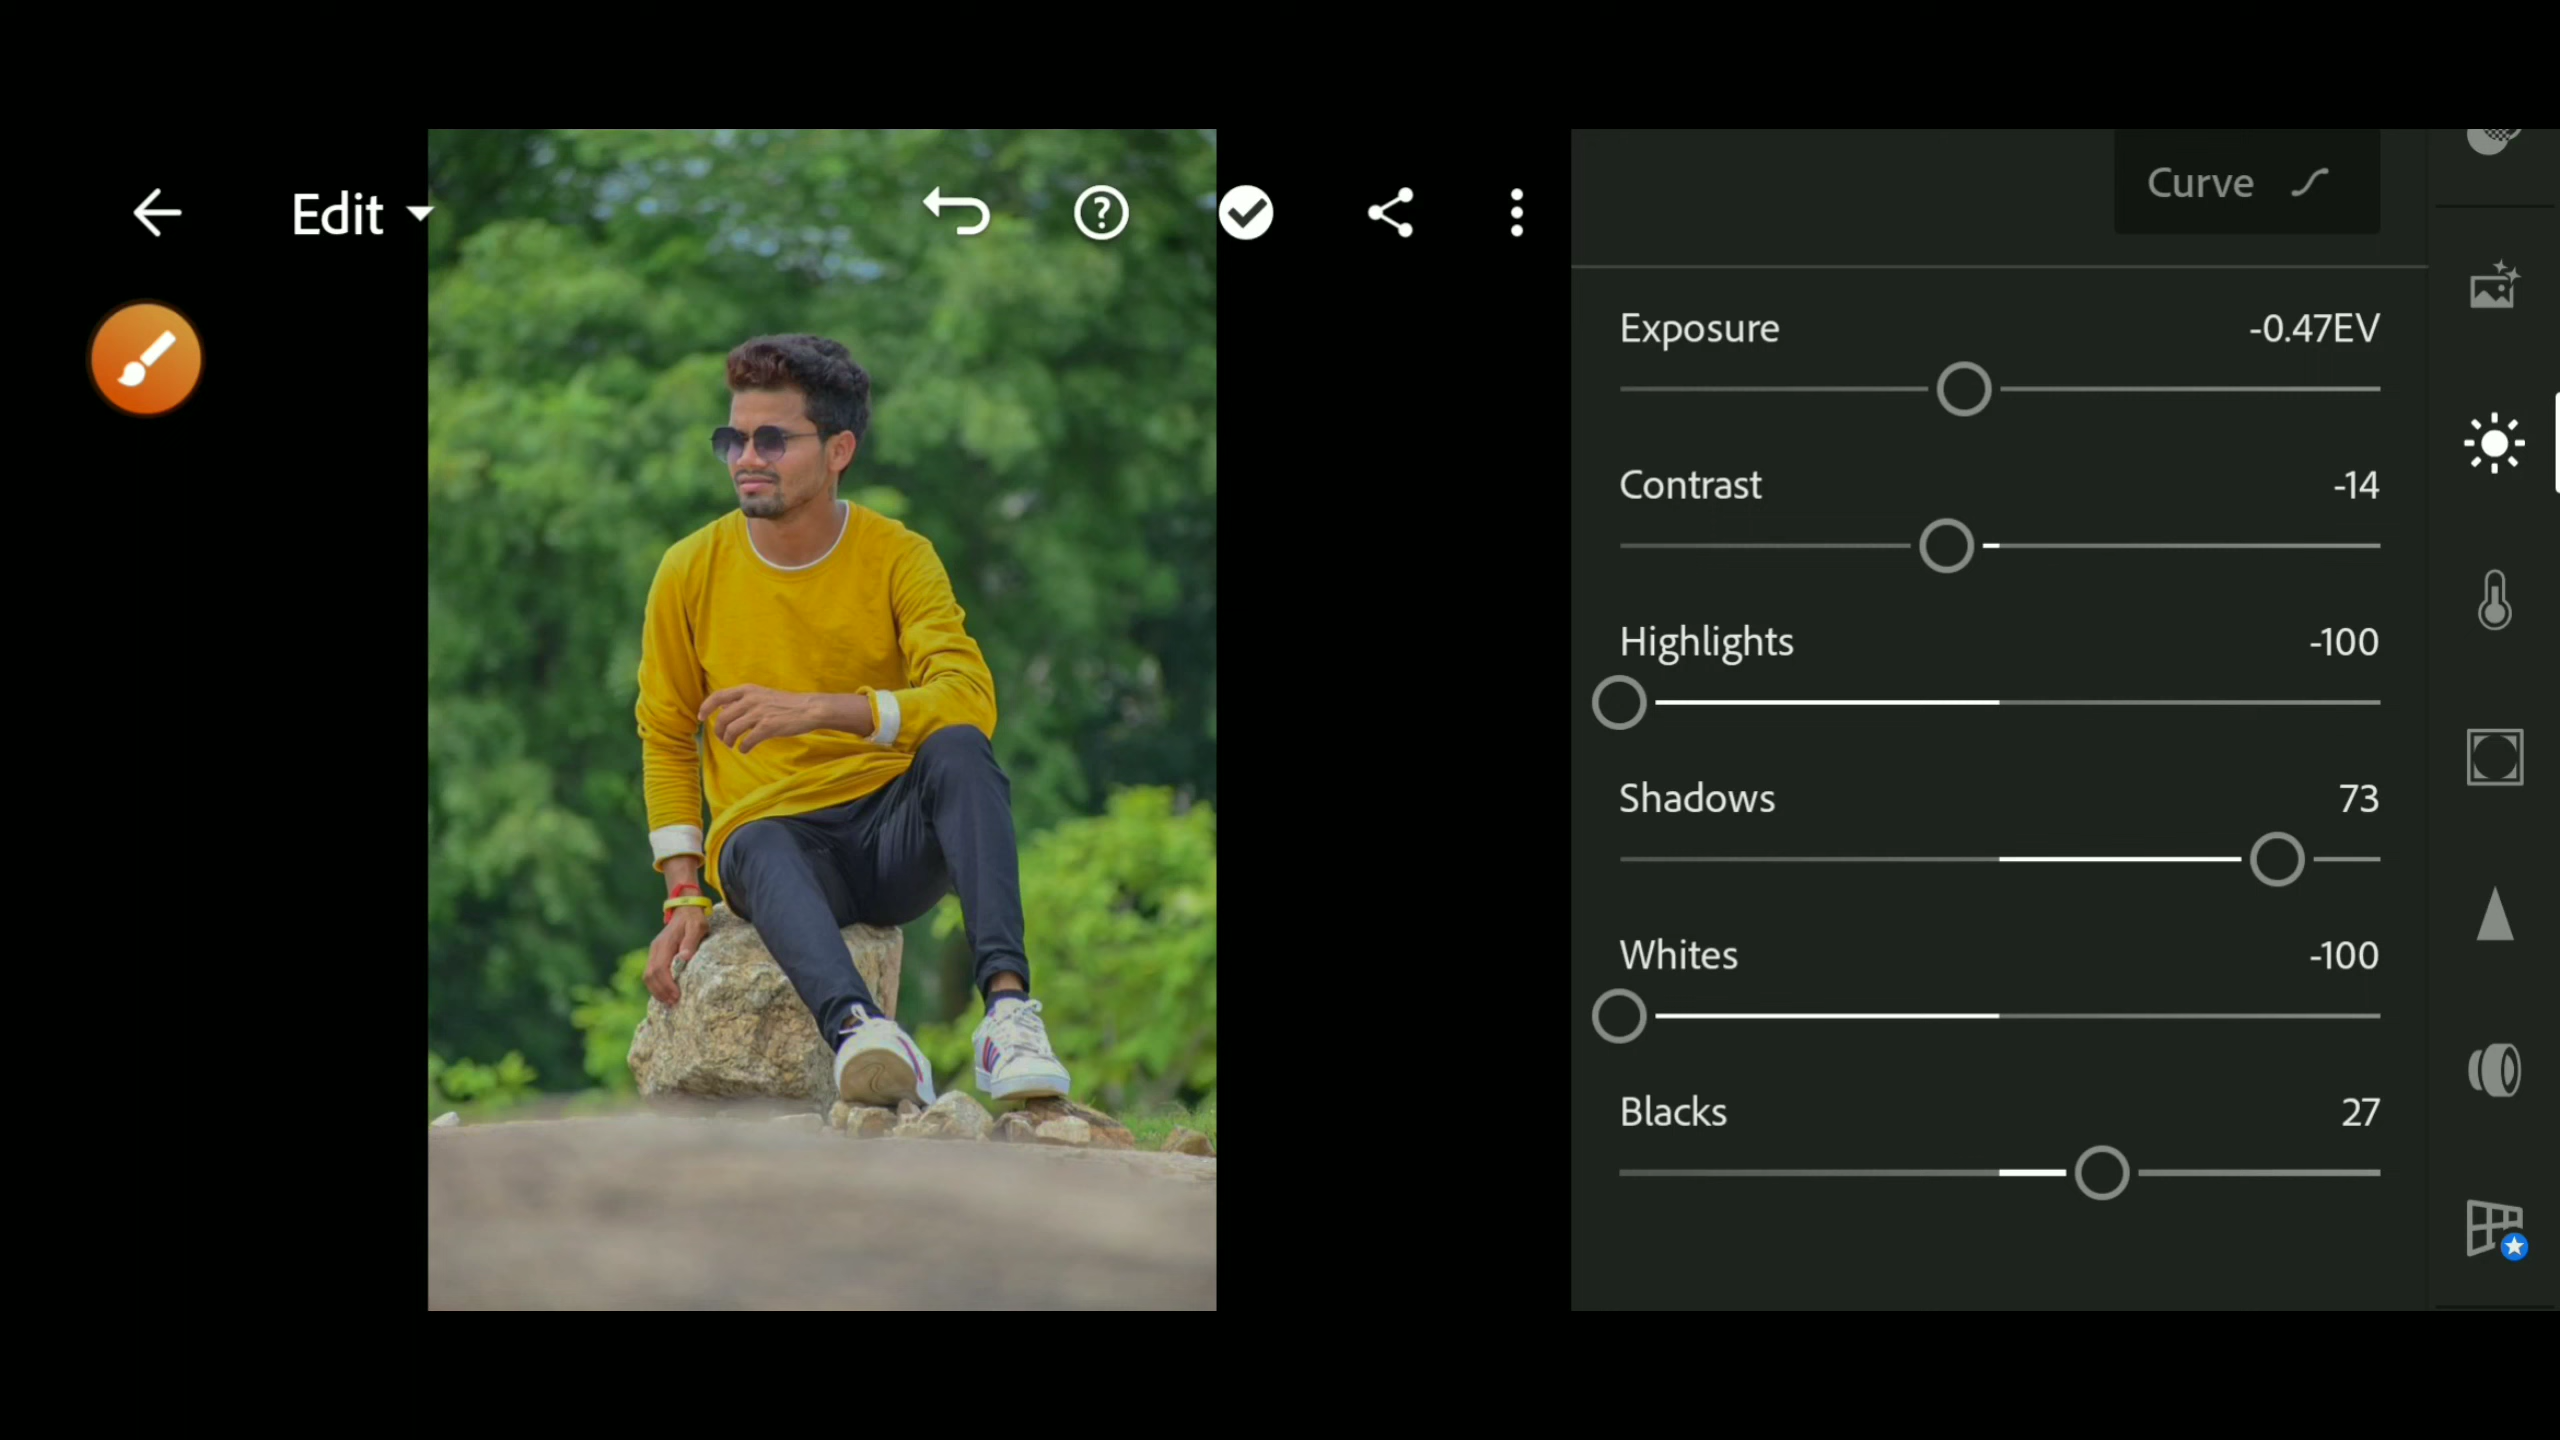 Edit
Curve
Exposure -0.47EV
Contrast -14
Highlights -100
Shadows 73
Whites -100
Blacks 27